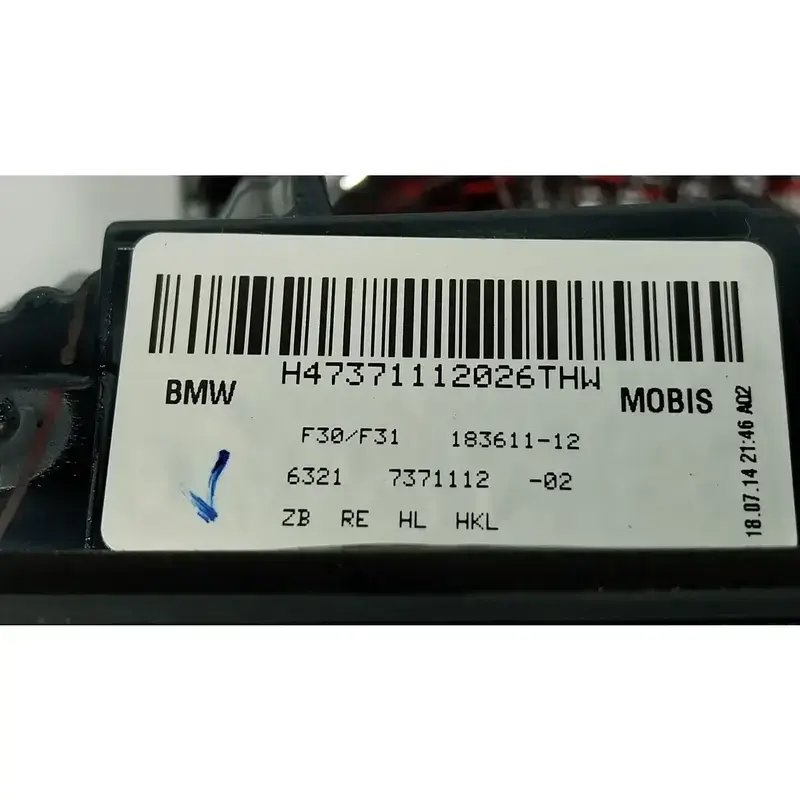 H47371112026THW
BMW
MOBIS
F30/F31 183611-12
6321 7371112 -02
ZB RE HL HKL
18.07.14 21:46 A02